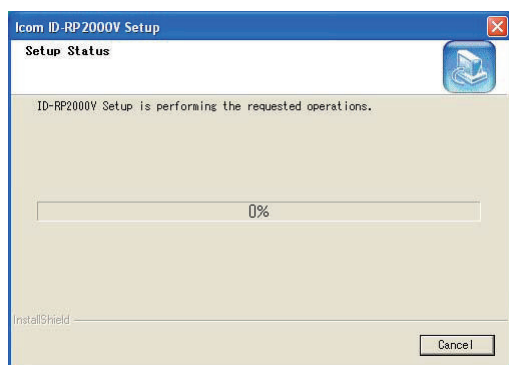 Icom ID-RP2000V Setup
Setup Status
ID-RP2000V Setup is performing the requested operations.
0%
InstallShield
Cancel